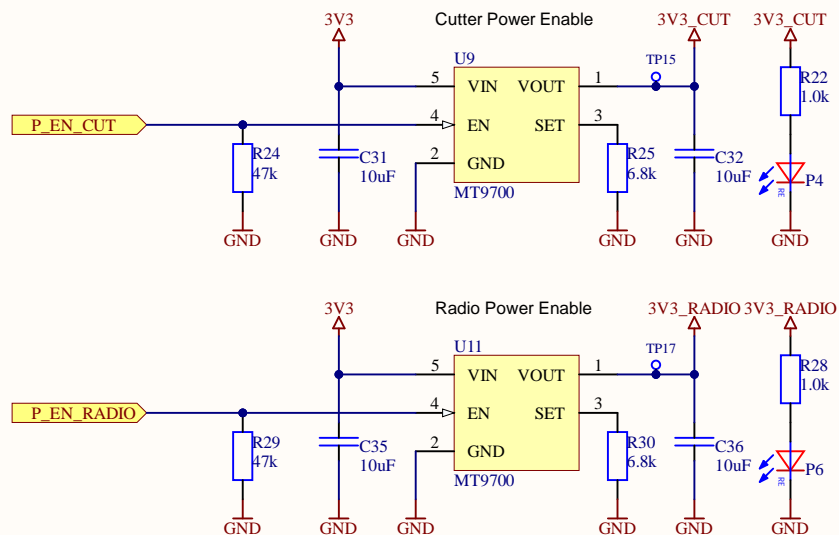 Cutter Power Enable
3V3
3V3_CUT
3V3_CUT
U9
TP15
R22
1.0k
5
VIN
VOUT
1
P_EN_CUT
4
EN
SET
3
R24
47k
C31
10uF
2
GND
R25
6.8k
C32
10uF
P4
RE
MT9700
GND
GND
GND
GND
GND
GND
Radio Power Enable
3V3
3V3_RADIO
3V3_RADIO
U11
TP17
R28
1.0k
5
VIN
VOUT
1
P_EN_RADIO
4
EN
SET
3
R29
47k
C35
10uF
2
GND
R30
6.8k
C36
10uF
P6
RE
MT9700
GND
GND
GND
GND
GND
GND